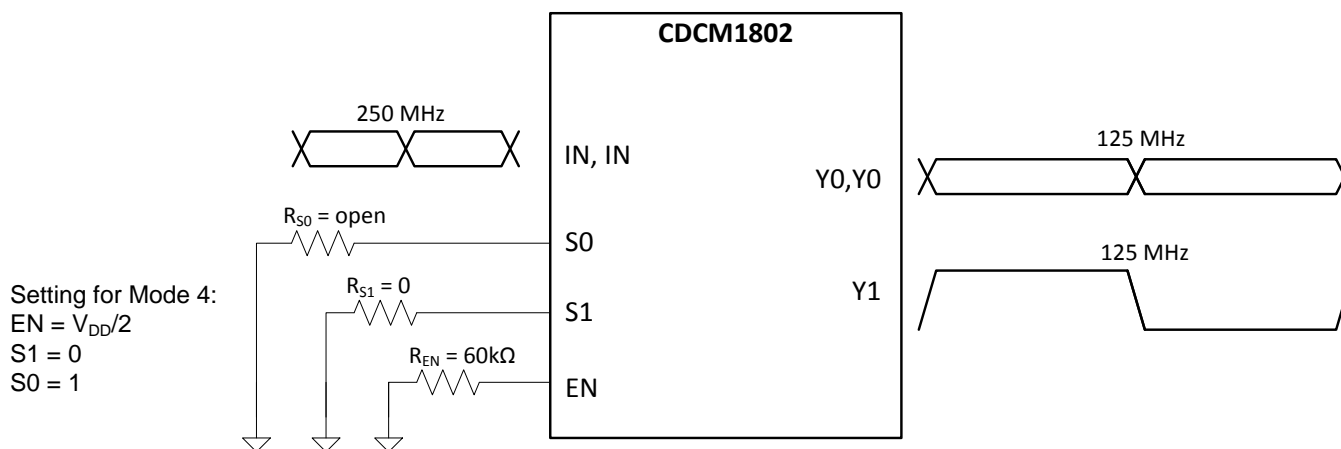 CDCM1802
250 MHz
IN, IN
125 MHz
Y0,Y0
R_S0 = open
S0
125 MHz
Y1
R_S1 = 0
S1
Setting for Mode 4:
EN = V_DD/2
S1 = 0
S0 = 1
R_EN = 60kΩ
EN